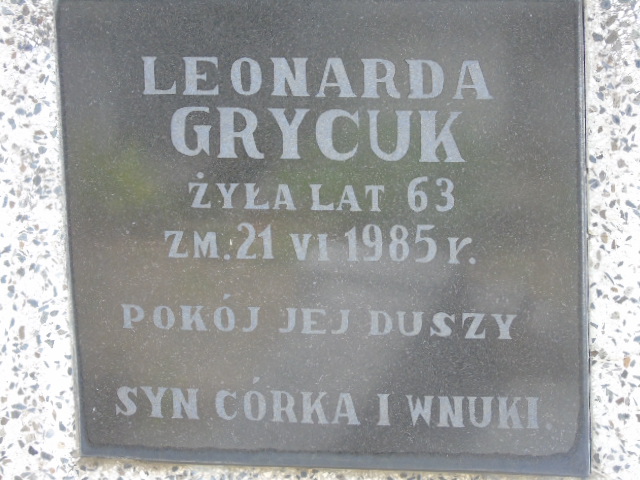 LEONARDA
GRYCUK
ŻYŁA LAT 63
ZM. 21 VI 1985 r.
POKÓJ JEJ DUSZY
SYN CÓRKA I WNUKI.